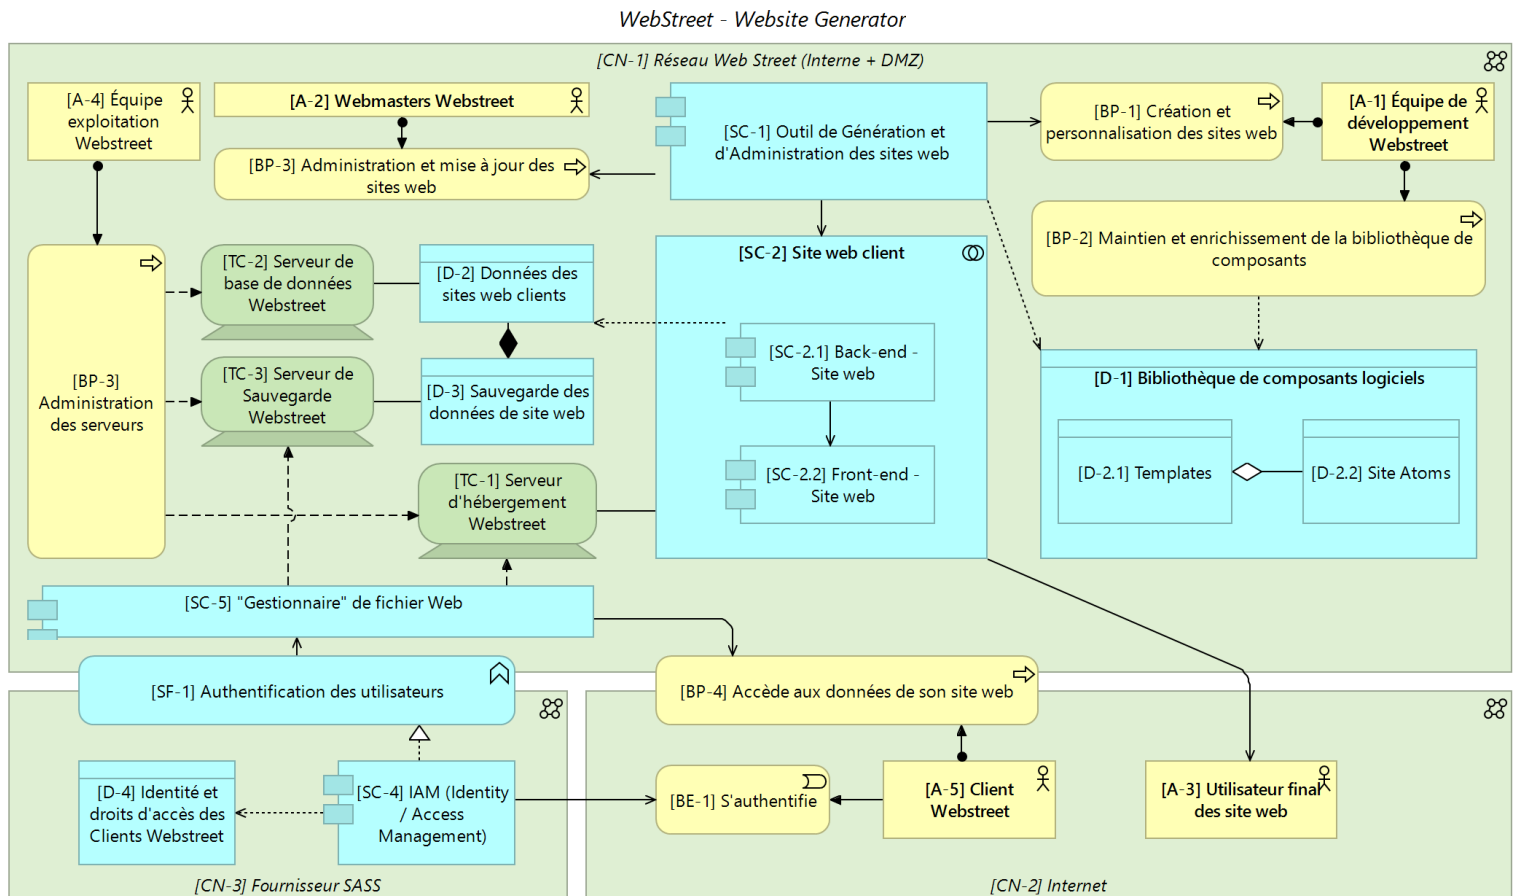 WebStreet - Website Generator
[CN-1] Réseau Web Street (Interne + DMZ)
[A-4] Équipe
exploitation
Webstreet
[A-2] Webmasters Webstreet
[BP-3] Administration et mise à jour des
sites web
[SC-1] Outil de Génération et
d'Administration des sites web
[BP-1] Création et
personnalisation des sites web
[A-1] Équipe de
développement
Webstreet
[BP-2] Maintien et enrichissement de la bibliothèque de
composants
[BP-3]
Administration
des serveurs
[TC-2] Serveur de
base de données
Webstreet
[D-2] Données des
sites web clients
[TC-3] Serveur de
Sauvegarde
Webstreet
[D-3] Sauvegarde des
données de site web
[TC-1] Serveur
d'hébergement
Webstreet
[SC-2] Site web client
[SC-2.1] Back-end -
Site web
[SC-2.2] Front-end -
Site web
[D-1] Bibliothèque de composants logiciels
[D-2.1] Templates
[D-2.2] Site Atoms
[SC-5] "Gestionnaire" de fichier Web
[SF-1] Authentification des utilisateurs
[BP-4] Accède aux données de son site web
[D-4] Identité et
droits d'accès des
Clients Webstreet
[SC-4] IAM (Identity
/ Access
Management)
[BE-1] S'authentifie
[A-5] Client
Webstreet
[A-3] Utilisateur final
des site web
[CN-3] Fournisseur SASS
[CN-2] Internet